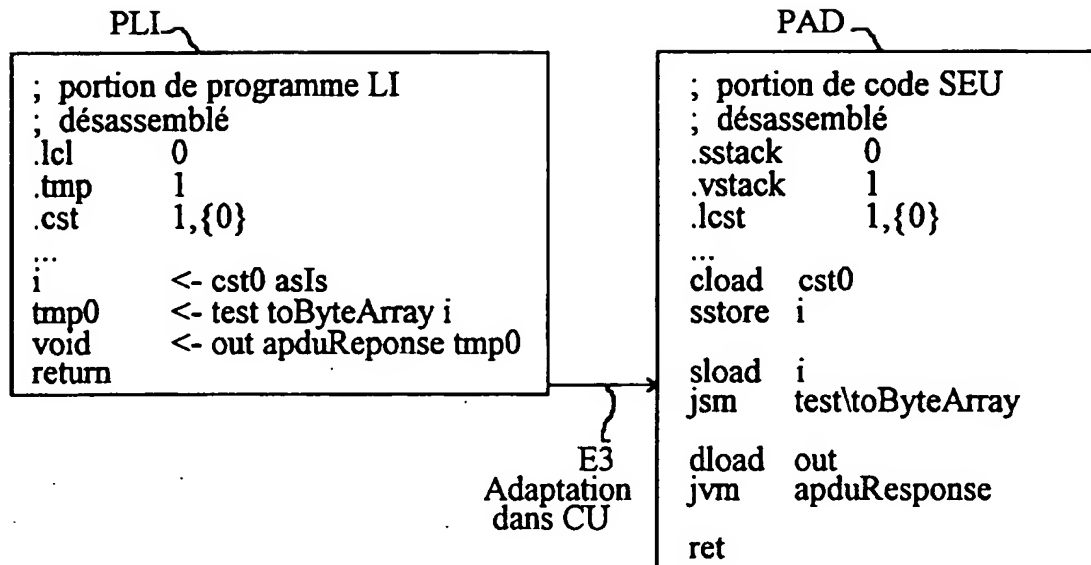 PLI
; portion de programme LI
; désassemblé
.lcl 0
.tmp 1
.cst 1,{0}
...
i <- cst0 asIs
tmp0 <- test toByteArray i
void <- out apduReponse tmp0
return
E3
Adaptation
dans CU
PAD
; portion de code SEU
; désassemblé
.sstack 0
.vstack 1
.lcst 1,{0}
...
cload cst0
sstore i
sload i
jsm test\toByteArray
dload out
jvm apduResponse
ret